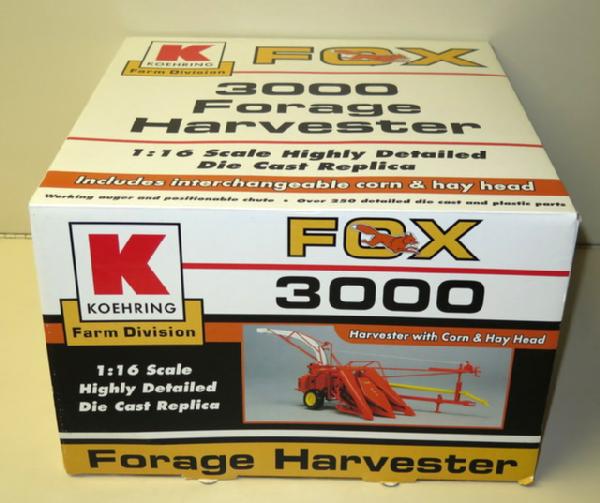 K
KOEHRING
Farm Division
FOX
3000
Forage
Harvester
1:16 Scale Highly Detailed
Die Cast Replica
Includes interchangeable corn & hay head
Working auger and positionable chute • Over 250 detailed die cast and plastic parts
K
KOEHRING
Farm Division
FOX
3000
Harvester with Corn & Hay Head
1:16 Scale
Highly Detailed
Die Cast Replica
Forage Harvester